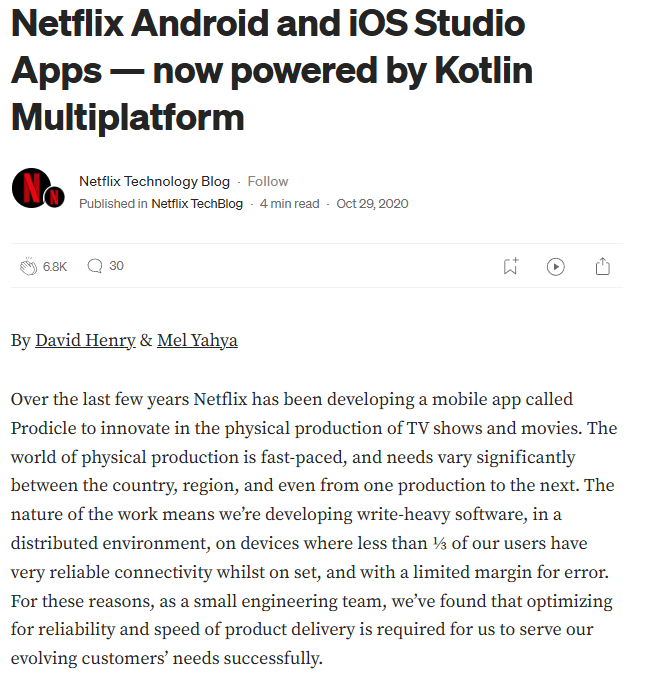 Netflix Android and iOS Studio
Apps — now powered by Kotlin
Multiplatform
N
N
Netflix Technology Blog · Follow
Published in Netflix TechBlog · 4 min read · Oct 29, 2020
6.8K
30
By David Henry & Mel Yahya
Over the last few years Netflix has been developing a mobile app called
Prodicle to innovate in the physical production of TV shows and movies. The
world of physical production is fast-paced, and needs vary significantly
between the country, region, and even from one production to the next. The
nature of the work means we’re developing write-heavy software, in a
distributed environment, on devices where less than ⅓ of our users have
very reliable connectivity whilst on set, and with a limited margin for error.
For these reasons, as a small engineering team, we’ve found that optimizing
for reliability and speed of product delivery is required for us to serve our
evolving customers’ needs successfully.